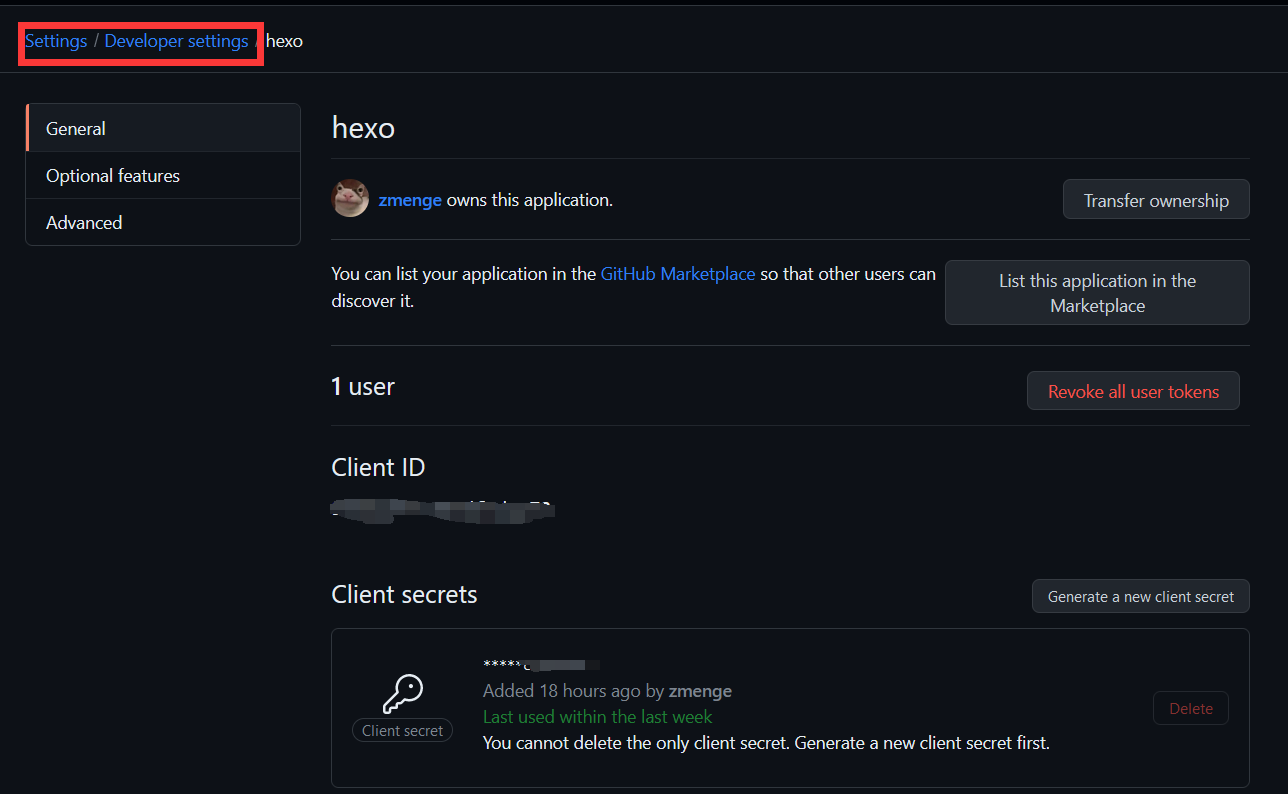 Settings / Developer settings / hexo
General
Optional features
Advanced
hexo
zmenge owns this application.
Transfer ownership
You can list your application in the GitHub Marketplace so that other users can
discover it.
List this application in the
Marketplace
1 user
Revoke all user tokens
Client ID
Client secrets
Generate a new client secret
*****
Added 18 hours ago by zmenge
Last used within the last week
You cannot delete the only client secret. Generate a new client secret first.
Client secret
Delete